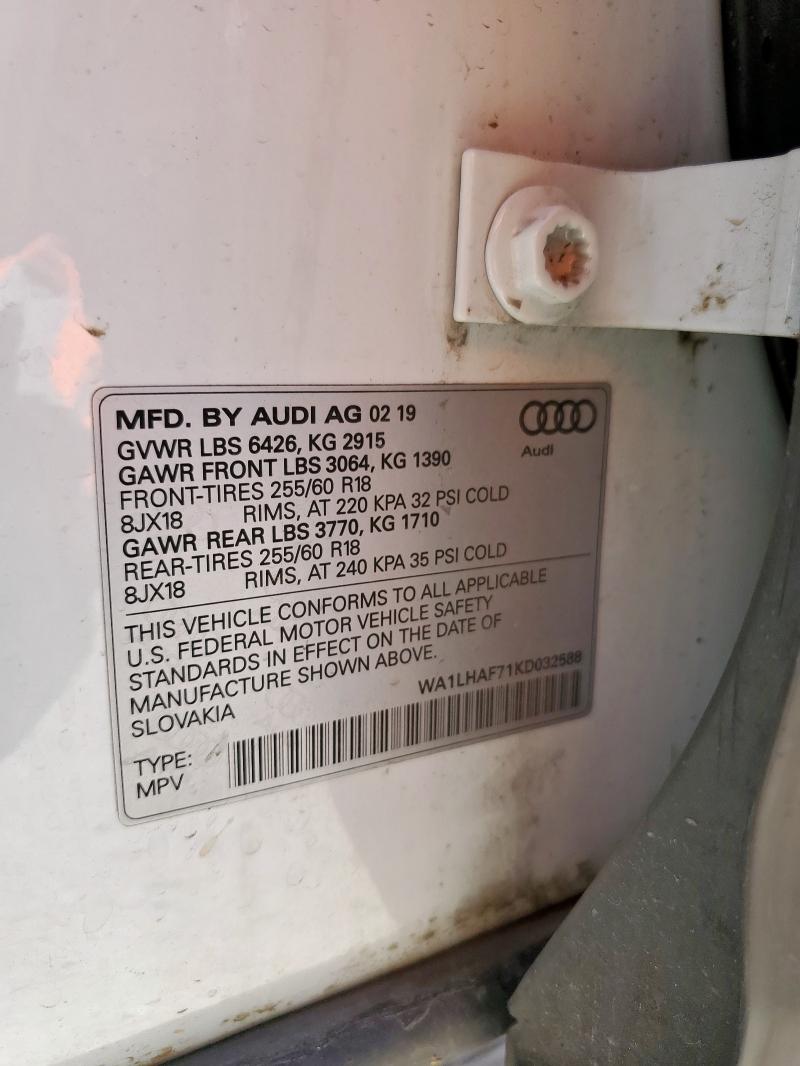 MFD. BY AUDI AG 02 19
GVWR LBS 6426, KG 2915
GAWR FRONT LBS 3064, KG 1390
FRONT-TIRES 255/60 R18
8JX18 RIMS, AT 220 KPA 32 PSI COLD
GAWR REAR LBS 3770, KG 1710
REAR-TIRES 255/60 R18
8JX18 RIMS, AT 240 KPA 35 PSI COLD
Audi
THIS VEHICLE CONFORMS TO ALL APPLICABLE
U.S. FEDERAL MOTOR VEHICLE SAFETY
STANDARDS IN EFFECT ON THE DATE OF
MANUFACTURE SHOWN ABOVE.
SLOVAKIA
WA1LHAF71KD032588
TYPE:
MPV